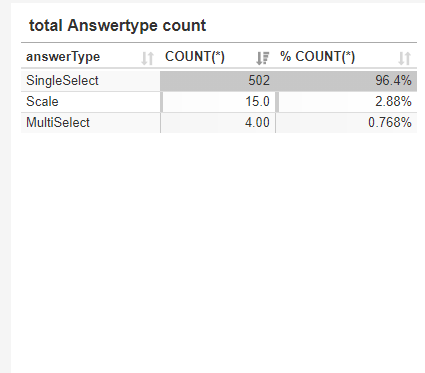 total Answertype count
answerType COUNT(*) % COUNT(*)
SingleSelect 502 96.4%
Scale 15.0 2.88%
MultiSelect 4.00 0.768%